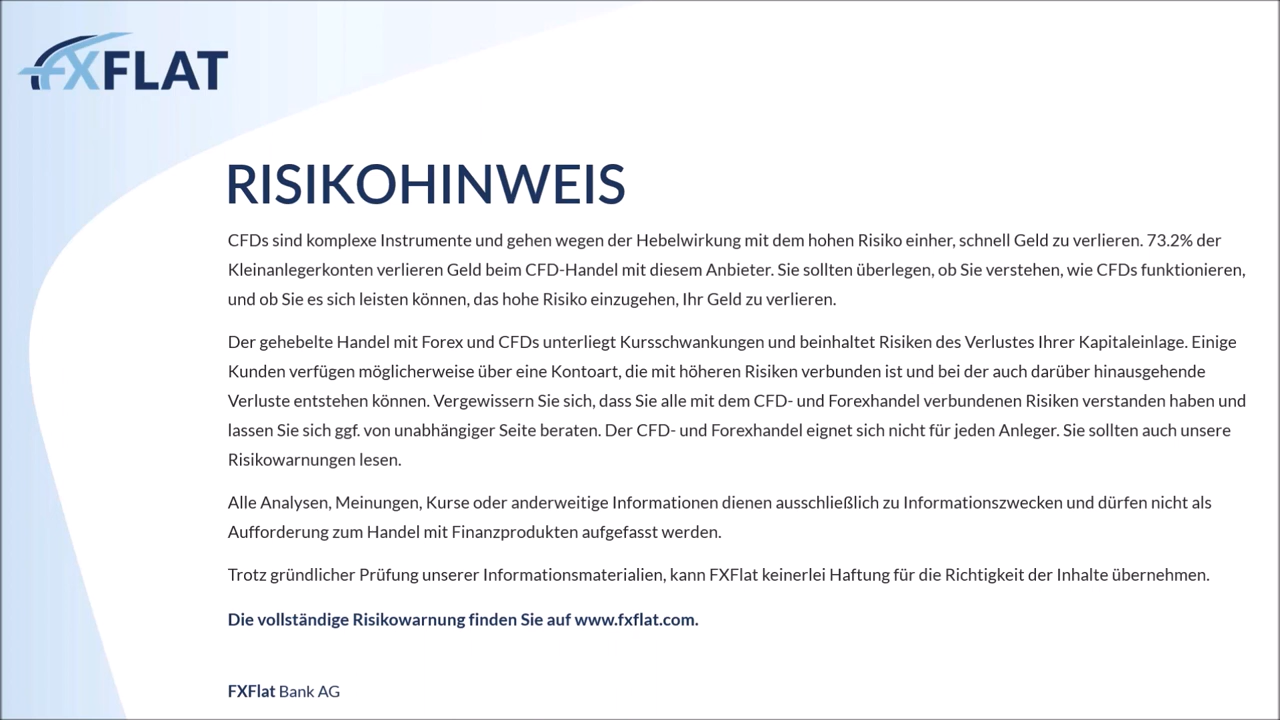 FXFLAT
RISIKOHINWEIS
CFDs sind komplexe Instrumente und gehen wegen der Hebelwirkung mit dem hohen Risiko einher, schnell Geld zu verlieren. 73.2% der
Kleinanlegerkonten verlieren Geld beim CFD-Handel mit diesem Anbieter. Sie sollten überlegen, ob Sie verstehen, wie CFDs funktionieren,
und ob Sie es sich leisten können, das hohe Risiko einzugehen, Ihr Geld zu verlieren.
Der gehebelte Handel mit Forex und CFDs unterliegt Kursschwankungen und beinhaltet Risiken des Verlustes Ihrer Kapitaleinlage. Einige
Kunden verfügen möglicherweise über eine Kontoart, die mit höheren Risiken verbunden ist und bei der auch darüber hinausgehende
Verluste entstehen können. Vergewissern Sie sich, dass Sie alle mit dem CFD- und Forexhandel verbundenen Risiken verstanden haben und
lassen Sie sich ggf. von unabhängiger Seite beraten. Der CFD- und Forexhandel eignet sich nicht für jeden Anleger. Sie sollten auch unsere
Risikowarnungen lesen.
Alle Analysen, Meinungen, Kurse oder anderweitige Informationen dienen ausschließlich zu Informationszwecken und dürfen nicht als
Aufforderung zum Handel mit Finanzprodukten aufgefasst werden.
Trotz gründlicher Prüfung unserer Informationsmaterialien, kann FXFlat keinerlei Haftung für die Richtigkeit der Inhalte übernehmen.
Die vollständige Risikowarnung finden Sie auf www.fxflat.com.
FXFlat Bank AG